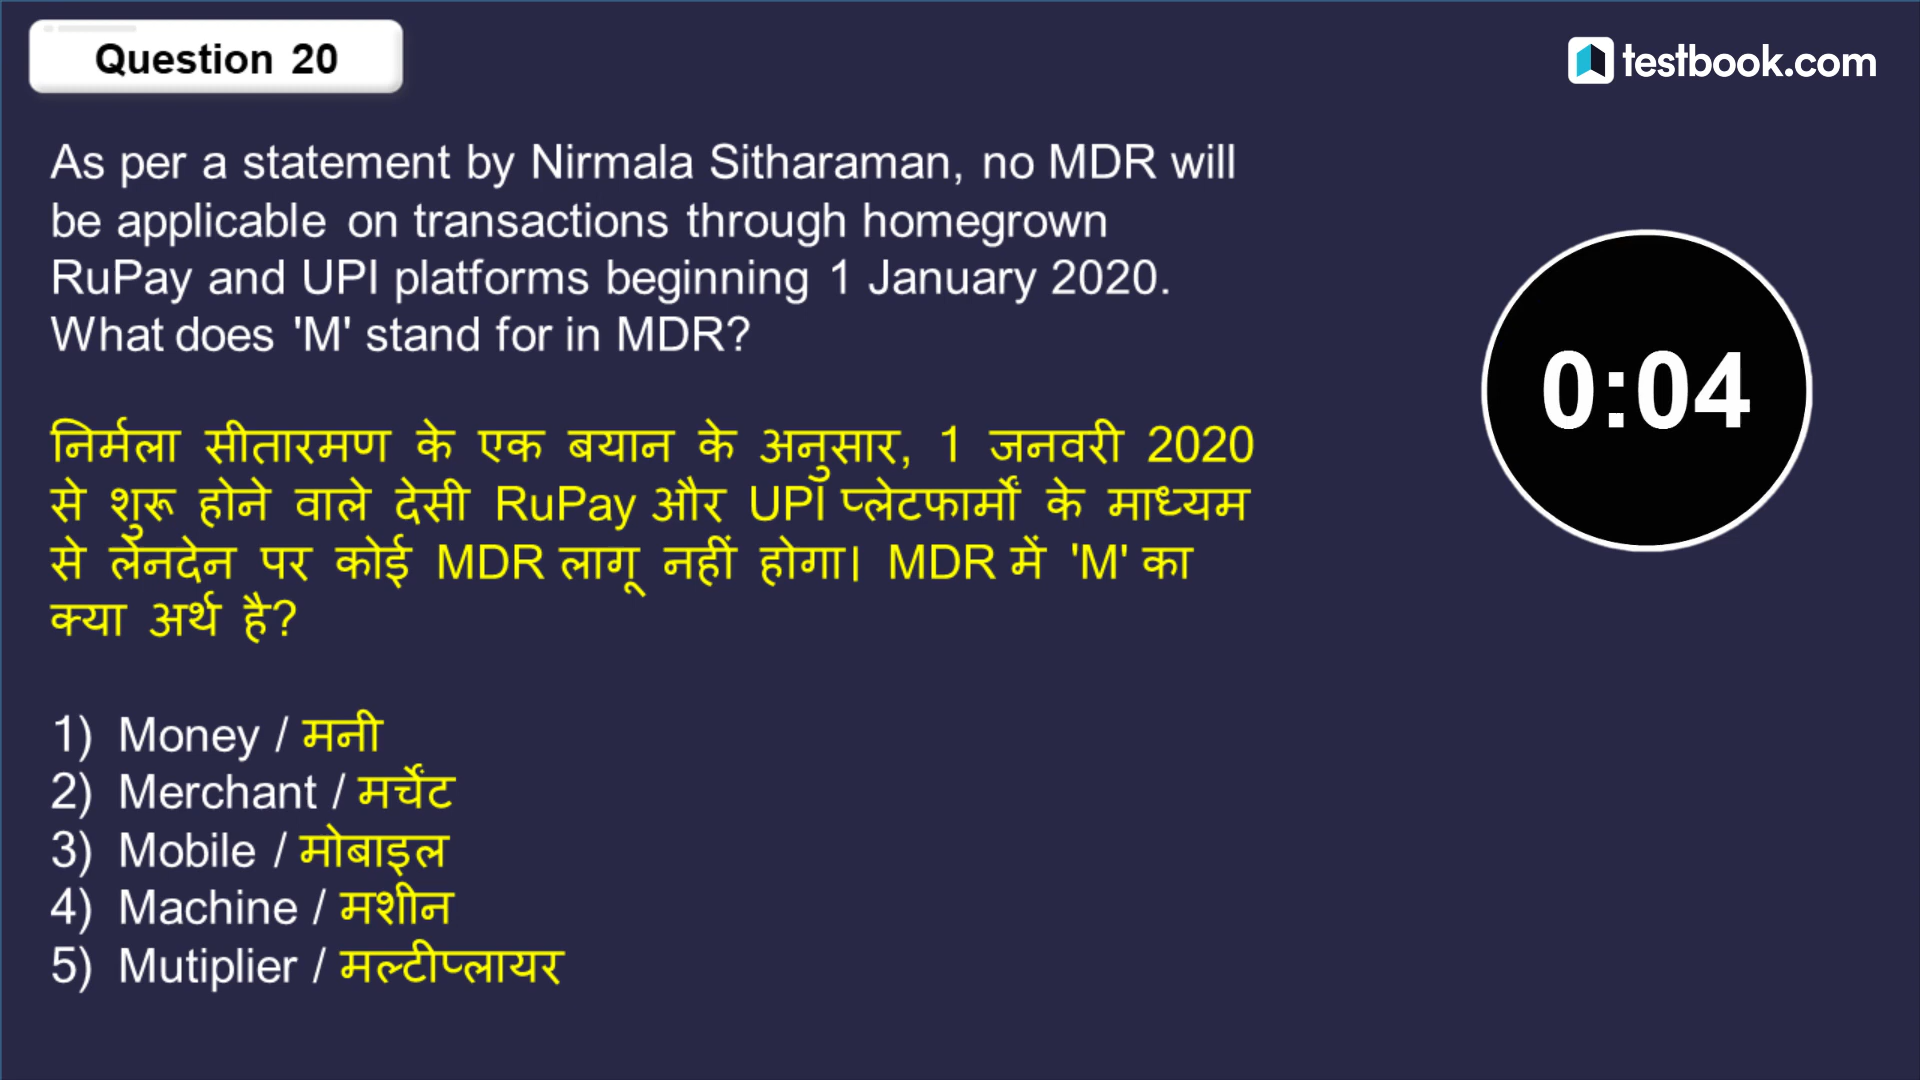 Question 20
testbook.com
As per a statement by Nirmala Sitharaman, no MDR will
be applicable on transactions through homegrown
RuPay and UPI platforms beginning 1 January 2020.
What does 'M' stand for in MDR?
निर्मला सीतारमण के एक बयान के अनुसार, 1 जनवरी 2020
से शुरू होने वाले देसी RuPay और UPI प्लेटफार्मों के माध्यम
से लेनदेन पर कोई MDR लागू नहीं होगा। MDR में 'M' का
क्या अर्थ है?
0:04
1) Money / मनी
2) Merchant / मर्चेंट
3) Mobile / मोबाइल
4) Machine / मशीन
5) Mutiplier / मल्टीप्लायर